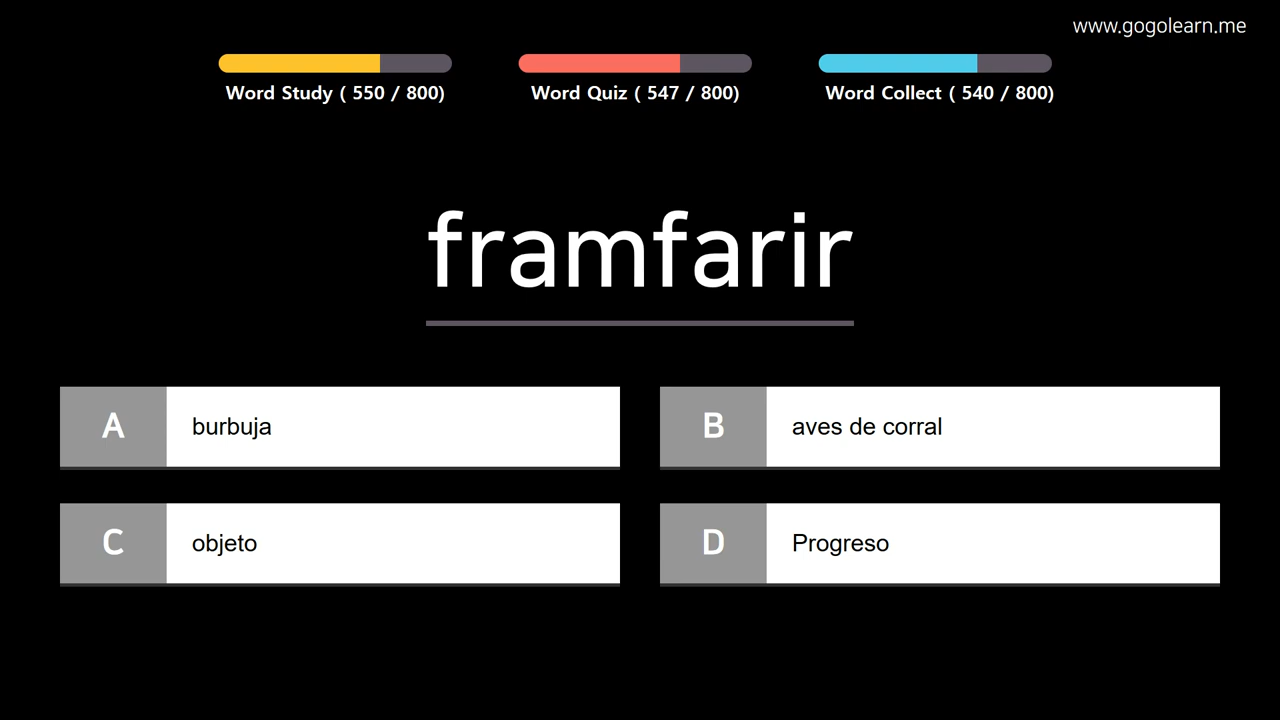 www.gogolearn.me
Word Study ( 550 / 800)
Word Quiz ( 547 / 800)
Word Collect ( 540 / 800)
framfarir
A
burbuja
B
aves de corral
C
objeto
D
Progreso